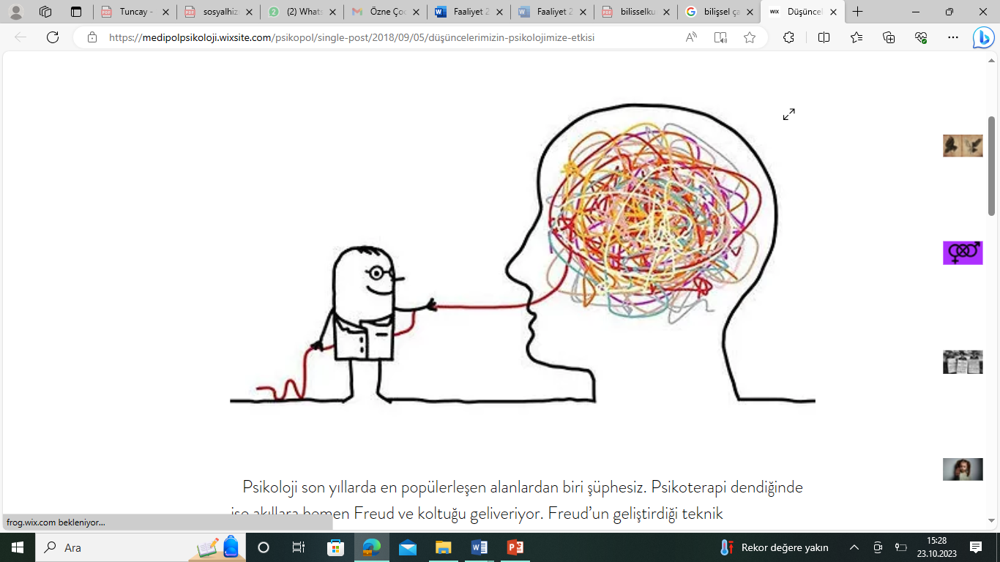 Tuncay -
sosyalhiz
(2) Whats
Özne Çoc
Faaliyet 2
Faaliyet 2
bilisselku
bilişsel ça
WIX
Düşüncel
https://medipolpsikoloji.wixsite.com/psikopol/single-post/2018/09/05/düşüncelerimizin-psikolojimize-etkisi
Psikoloji son yıllarda en popülerleşen alanlardan biri şüphesiz. Psikoterapi dendiğinde
ise akıllara hemen Freud ve koltuğu geliveriyor. Freud’un geliştirdiği teknik
frog.wix.com bekleniyor...
Ara
Rekor değere yakın
15:28
23.10.2023